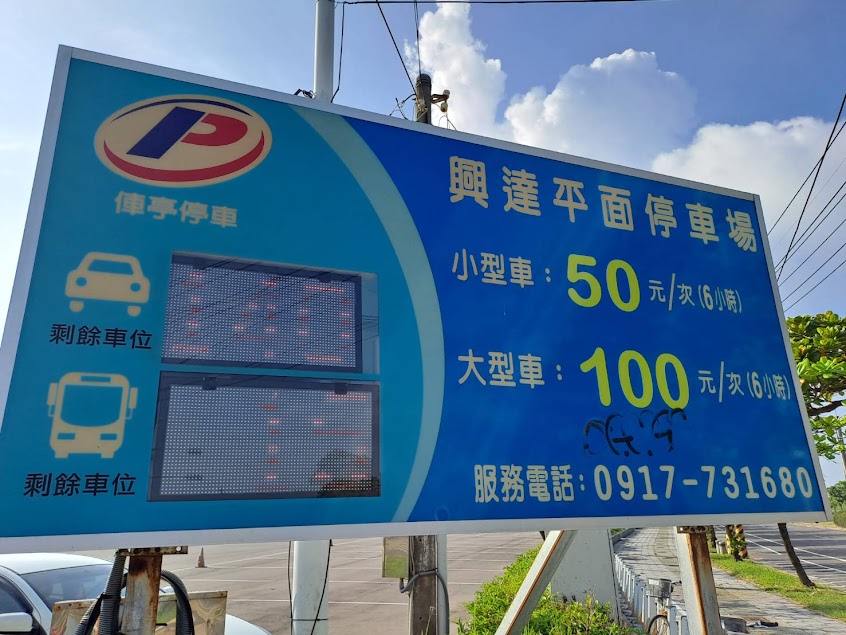 P
俥亭停車
剩餘車位
剩餘車位
興達平面停車場
小型車：50元/次(6小時)
大型車：100元/次(6小時)
服務電話：0917-731680